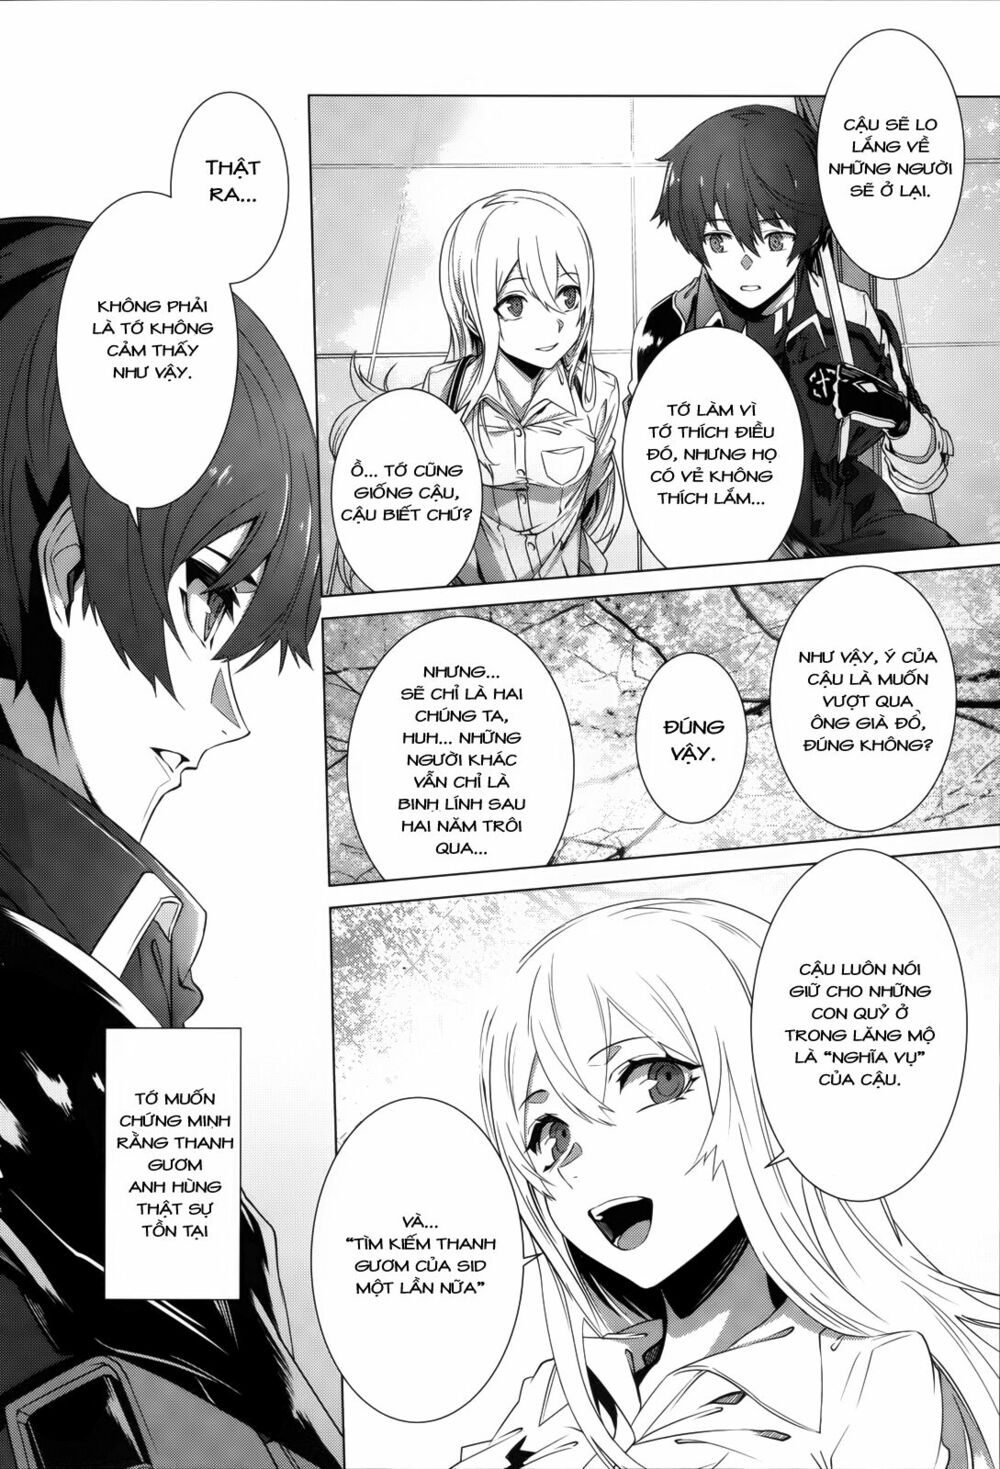 CẬU SẼ LO
LẮNG VỀ
NHỮNG NGƯỜI
SẼ Ở LẠI.
TỚ LÀM VÌ
TỚ THÍCH ĐIỀU
ĐÓ, NHƯNG HỌ
CÓ VẺ KHÔNG
THÍCH LẮM...
Ồ... TỚ CŨNG
GIỐNG CẬU,
CẬU BIẾT CHỨ?
THẬT
RA...
KHÔNG PHẢI
LÀ TỚ KHÔNG
CẢM THẤY
NHƯ VẬY.
NHƯ VẬY, Ý CỦA
CẬU LÀ MUỐN
VƯỢT QUA
ÔNG GIÀ ĐÓ,
ĐÚNG KHÔNG?
ĐÚNG
VẬY.
NHƯNG...
SẼ CHỈ LÀ HAI
CHÚNG TA,
HUH... NHỮNG
NGƯỜI KHÁC
VẪN CHỈ LÀ
BINH LÍNH SAU
HAI NĂM TRÔI
QUA...
CẬU LUÔN NÓI
GIỮ CHO NHỮNG
CON QUỶ Ở
TRONG LĂNG MỘ
LÀ "NGHĨA VỤ"
CỦA CẬU.
VÀ...
"TÌM KIẾM THANH
GƯƠM CỦA SID
MỘT LẦN NỮA"
TỚ MUỐN
CHỨNG MINH
RẰNG THANH
GƯƠM
ANH HÙNG
THẬT SỰ
TỒN TẠI